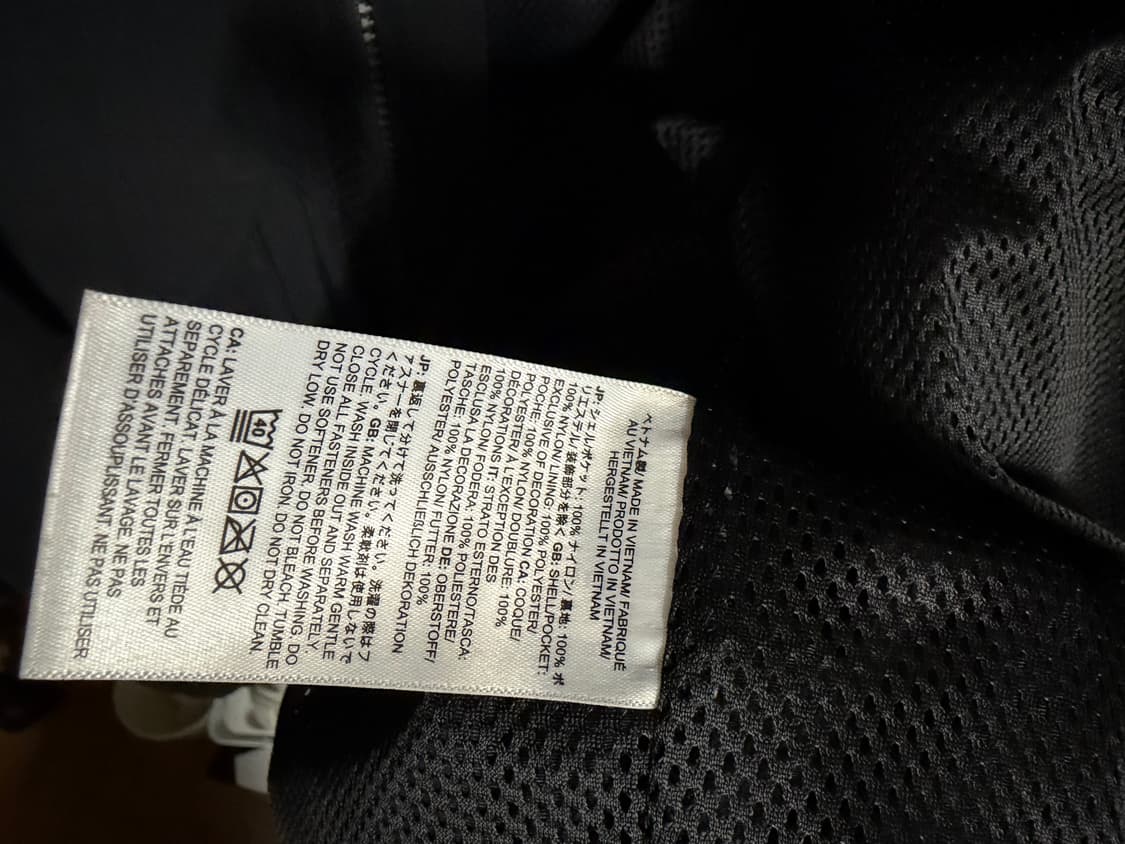 ベトナム製/ MADE IN VIETNAM/ FABRIQUÉ
AU VIETNAM/ PRODOTTO IN VIETNAM/
HERGESTELLT IN VIETNAM
JP: シェル/ポケット: 100% ナイロン/ 裏地: 100% ポ
リエステル/ 装飾部分を除く GB: SHELL/POCKET:
100% NYLON/ LINING: 100% POLYESTER/
EXCLUSIVE OF DECORATION CA: COQUE/
POCHE: 100% NYLON/ DOUBLURE: 100%
POLYESTER/ A L'EXCEPTION DES
DÉCORATIONS IT: STRATO ESTERNO/TASCA:
100% NYLON/ FODERA: 100% POLIESTERE/
ESCLUSA LA DECORAZIONE DE: OBERSTOFF/
TASCHE: 100% NYLON/ FUTTER: 100%
POLYESTER/ AUSSCHLIEßLICH DEKORATION
JP: 裏返して分けて洗ってください。洗濯の際はフ
ァスナーを閉じてください。柔軟剤は使用しないで
ください。GB: MACHINE WASH WARM GENTLE
CYCLE. WASH INSIDE OUT AND SEPARATELY.
CLOSE ALL FASTENERS BEFORE WASHING. DO
NOT USE SOFTENER. DO NOT BLEACH. TUMBLE
DRY LOW. DO NOT IRON. DO NOT DRY CLEAN.
40
CA: LAVER À LA MACHINE À L'EAU TIÈDE AU
CYCLE DÉLICAT. LAVER SUR L'ENVERS ET
SÉPAREMENT. FERMER TOUTES LES
ATTACHES AVANT LE LAVAGE. NE PAS
UTILISER D'ASSOUPLISSANT. NE PAS UTILISER